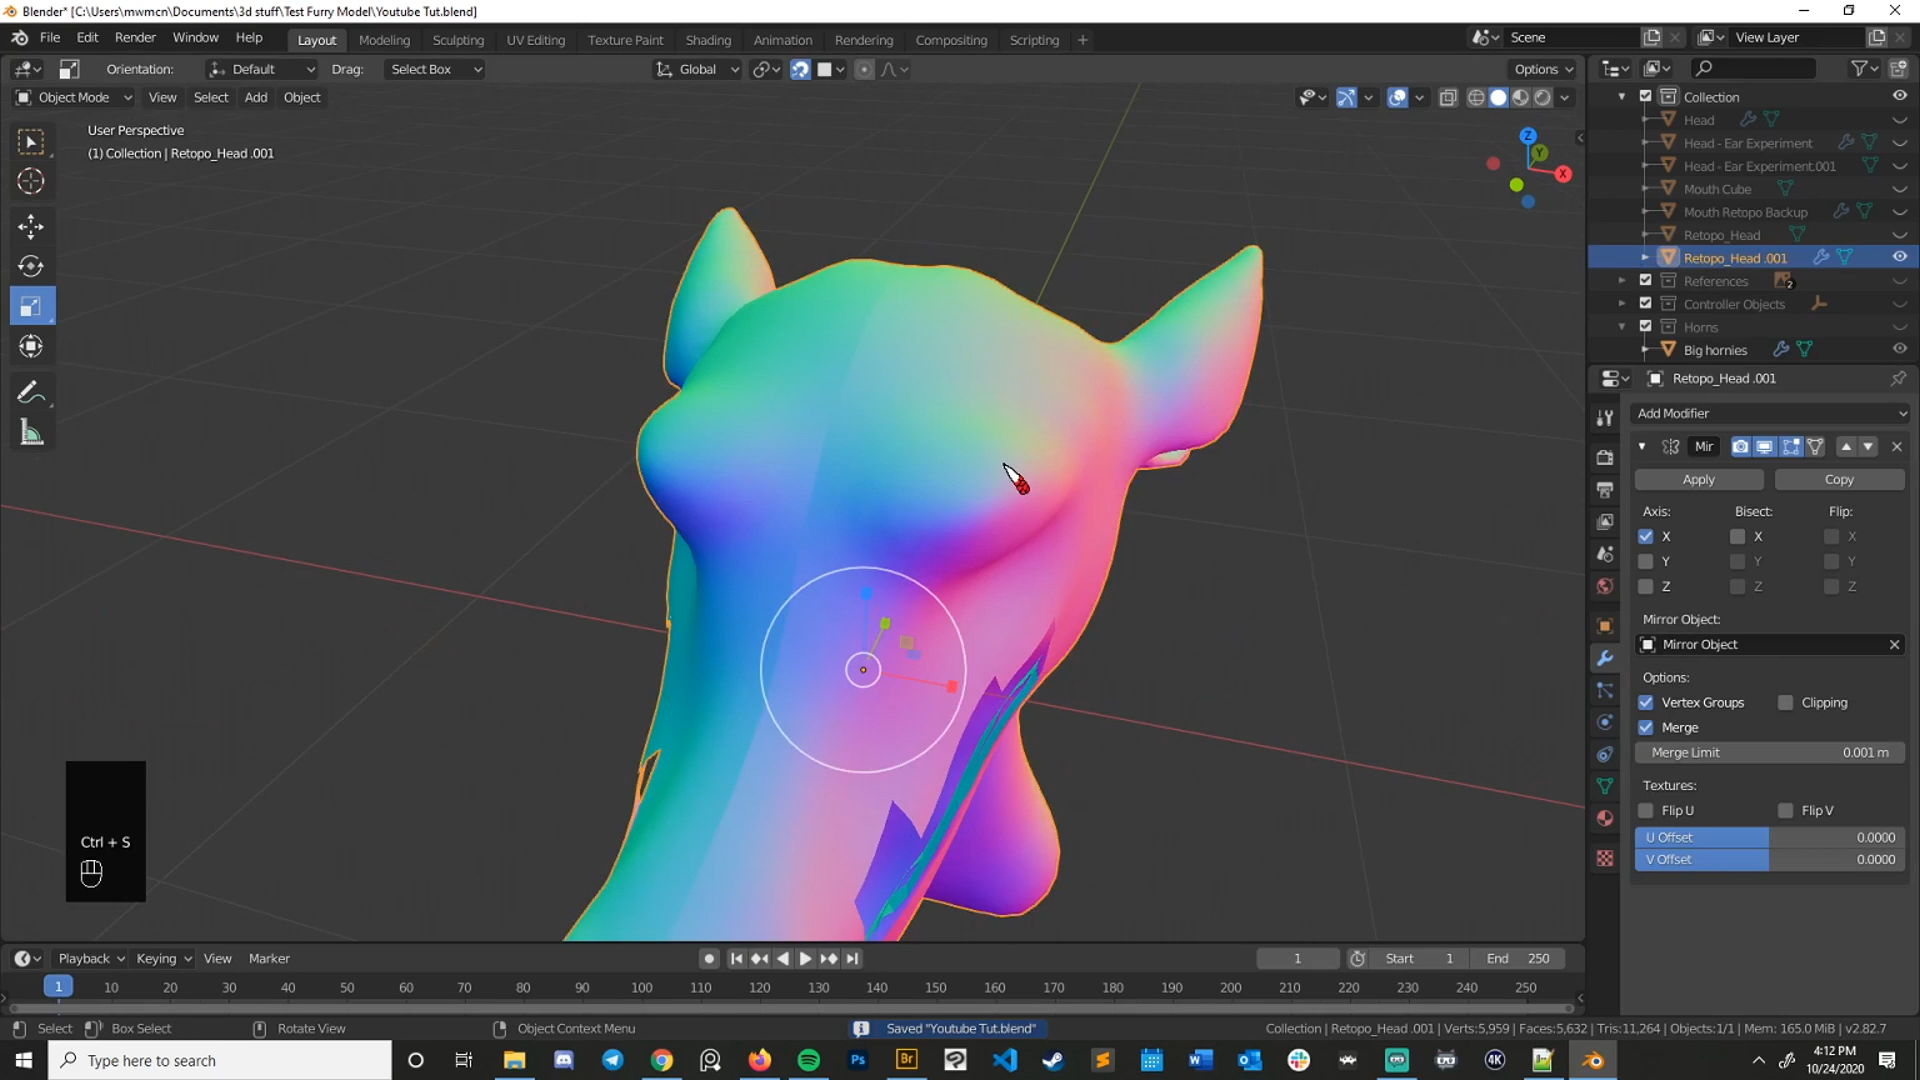 Blender* [C:\Users\mwmcn\Documents\3d stuff\Test Furry Model\Youtube Tut.blend]
File Edit Render Window Help Layout Modeling Sculpting UV Editing Texture Paint Shading Animation Rendering Compositing Scripting + Scene View Layer
Orientation: Default Drag: Select Box Global Options
Object Mode View Select Add Object
User Perspective
(1) Collection | Retopo_Head .001
Z
Y
X
Collection
Head
Head - Ear Experiment
Head - Ear Experiment.001
Mouth Cube
Mouth Retopo Backup
Retopo_Head
Retopo_Head .001
References 2
Controller Objects
Horns
Big hornies
Retopo_Head .001
Add Modifier
Mir
Apply Copy
Axis: Bisect: Flip:
X X X
Y Y Y
Z Z Z
Mirror Object:
Mirror Object
Options:
Vertex Groups Clipping
Merge
Merge Limit 0.001 m
Textures:
Flip U Flip V
U Offset 0.0000
V Offset 0.0000
Ctrl + S
Playback Keying View Marker 1 Start 1 End 250
1 10 20 30 40 50 60 70 80 90 100 110 120 130 140 150 160 170 180 190 200 210 220 230 240 250
Select Box Select Rotate View Object Context Menu Saved "Youtube Tut.blend" Collection | Retopo_Head .001 | Verts:5,959 | Faces:5,632 | Tris:11,264 | Objects:1/1 | Mem: 165.0 MiB | v2.82.7
Type here to search Ps Br 4K
4:12 PM
10/24/2020